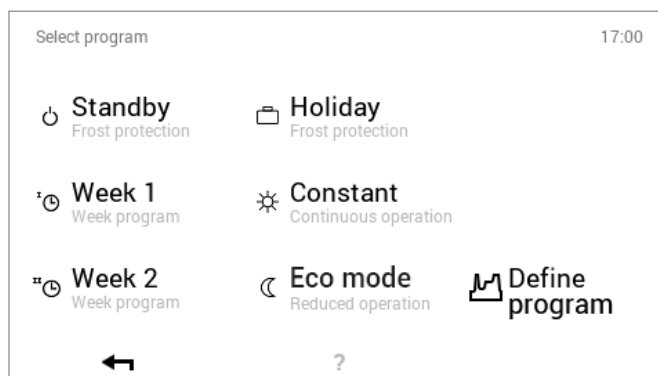 Select program 17:00
Standby Holiday
Frost protection Frost protection
I Week 1 Constant
Week program Continuous operation
II Week 2 Eco mode Define
Week program Reduced operation program
?